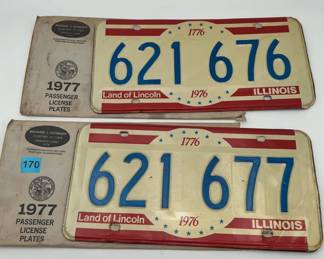 1977
PASSENGER
LICENSE
PLATES
1776
621 676
Land of Lincoln
1976
ILLINOIS
170
1977
PASSENGER
LICENSE
PLATES
1776
621 677
Land of Lincoln
1976
ILLINOIS